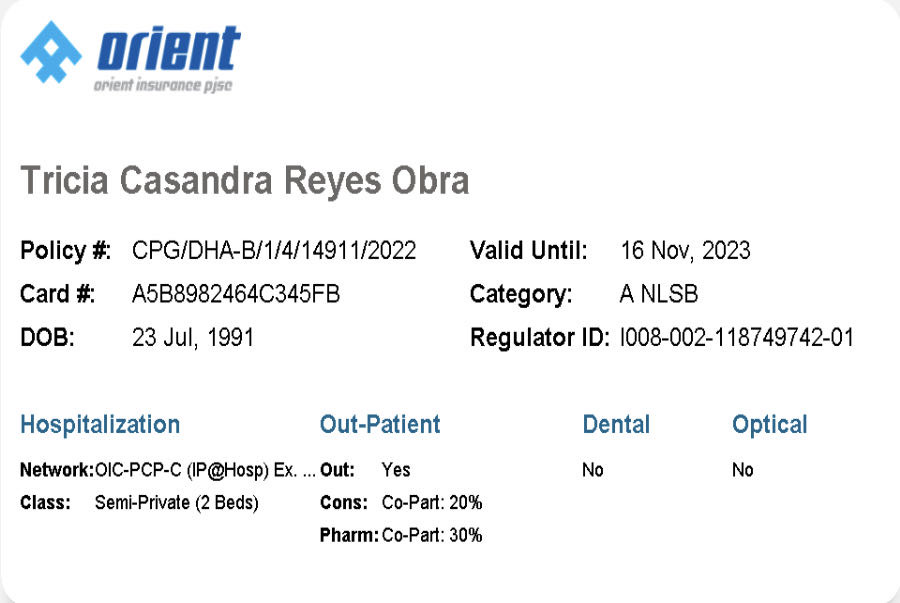 orient
orient insurance pjsc
Tricia Casandra Reyes Obra
Policy #: CPG/DHA-B/1/4/14911/2022 Valid Until: 16 Nov, 2023
Card #: A5B8982464C345FB Category: A NLSB
DOB: 23 Jul, 1991 Regulator ID: I008-002-118749742-01
Hospitalization Out-Patient Dental Optical
Network: OIC-PCP-C (IP@Hosp) Ex. ... Out: Yes No No
Class: Semi-Private (2 Beds) Cons: Co-Part: 20%
Pharm: Co-Part: 30%